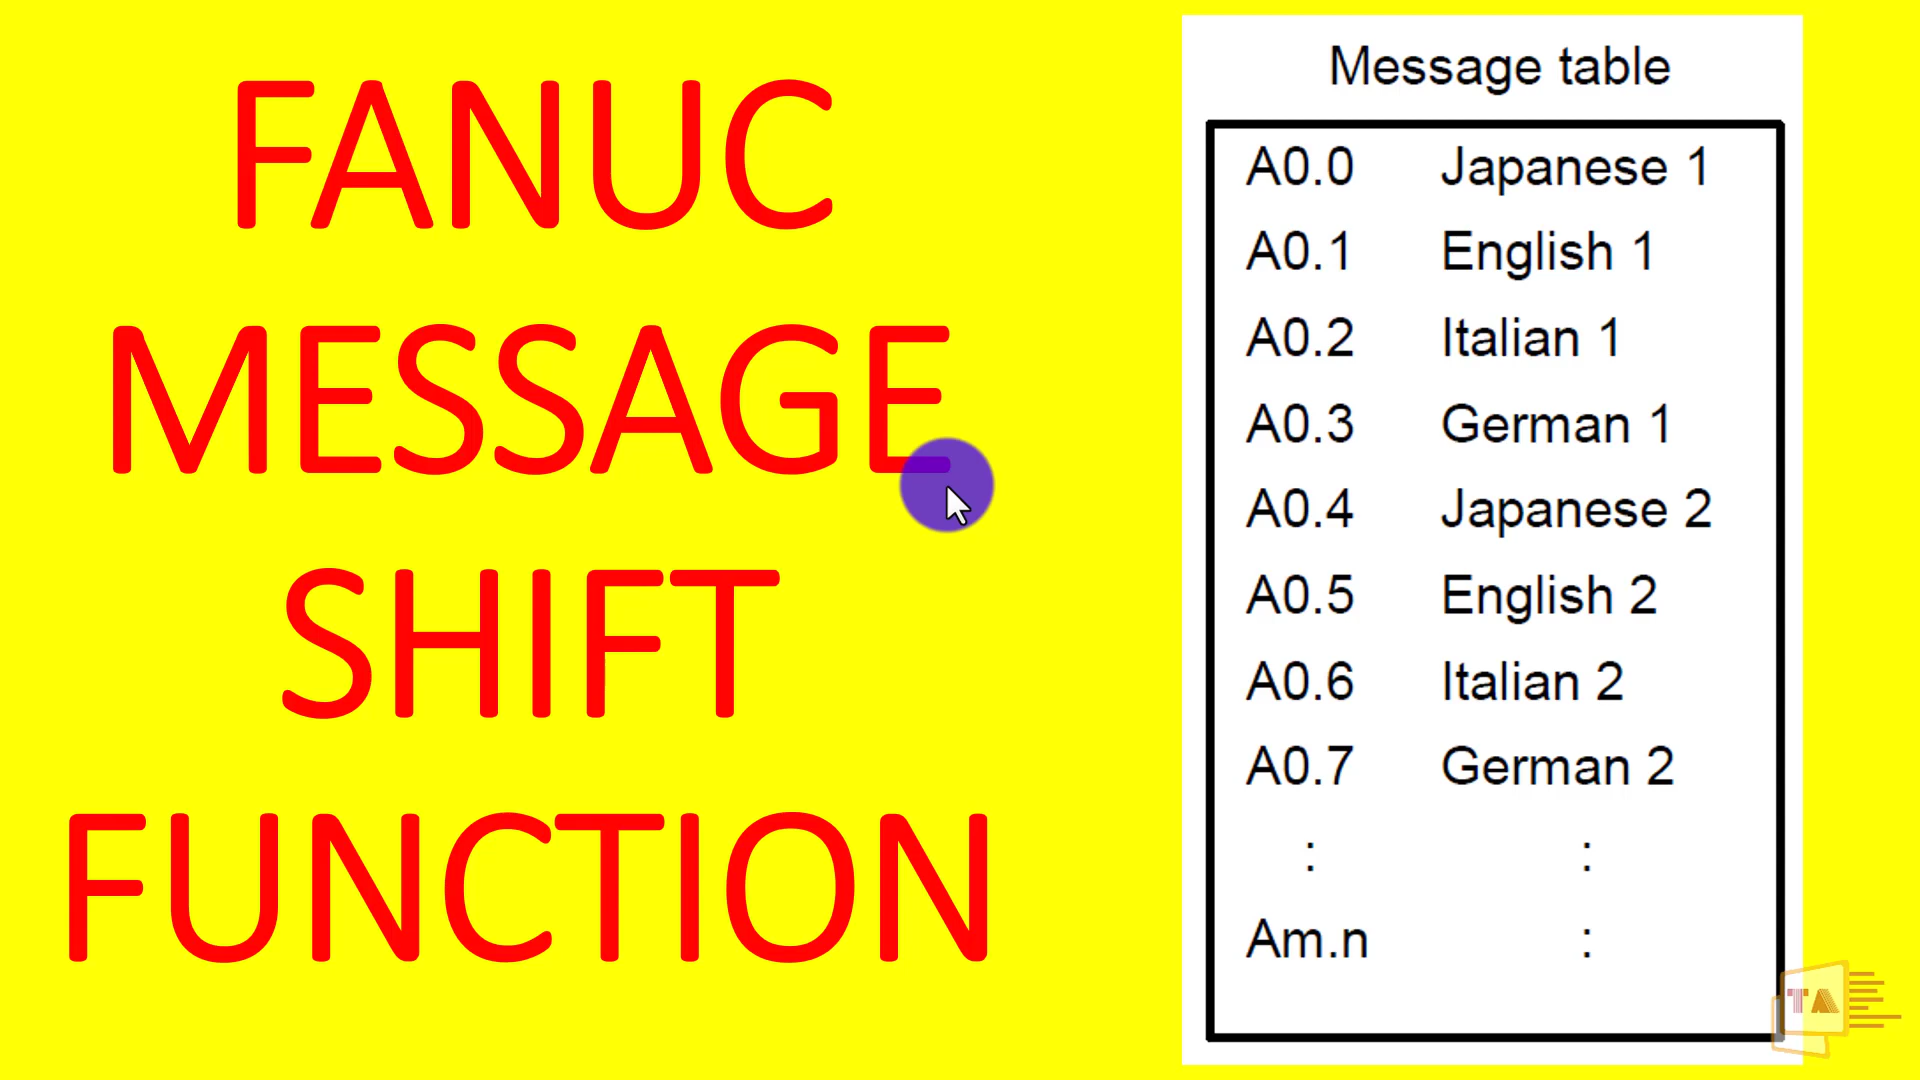 FANUC
MESSAGE
SHIFT
FUNCTION
Message table
A0.0 Japanese 1
A0.1 English 1
A0.2 Italian 1
A0.3 German 1
A0.4 Japanese 2
A0.5 English 2
A0.6 Italian 2
A0.7 German 2
: :
Am.n :
TA